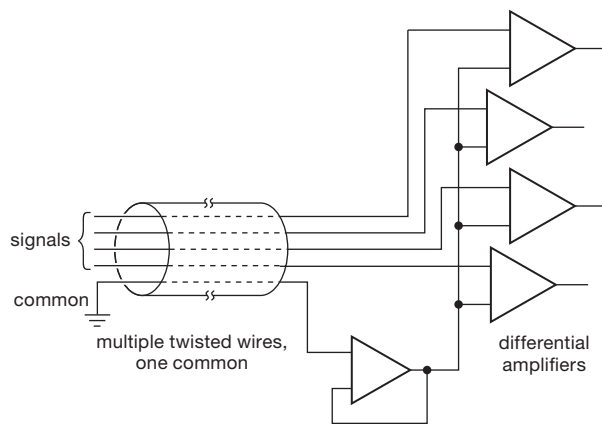 signals
common
multiple twisted wires,
one common
differential
amplifiers